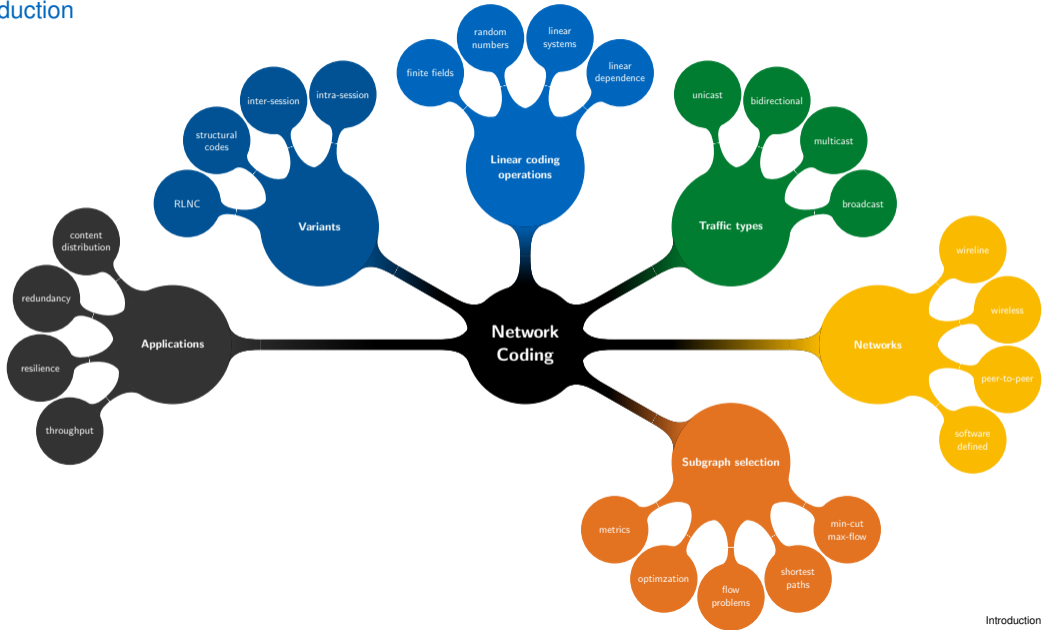 duction
random
numbers
linear
systems
finite fields
linear
dependence
inter-session
intra-session
structural
codes
RLNC
Variants
Linear coding
operations
unicast
bidirectional
multicast
broadcast
Traffic types
content
distribution
redundancy
resilience
throughput
Applications
Network
Coding
wireline
wireless
peer-to-peer
software
defined
Networks
Subgraph selection
metrics
optimzation
flow
problems
shortest
paths
min-cut
max-flow
Introduction